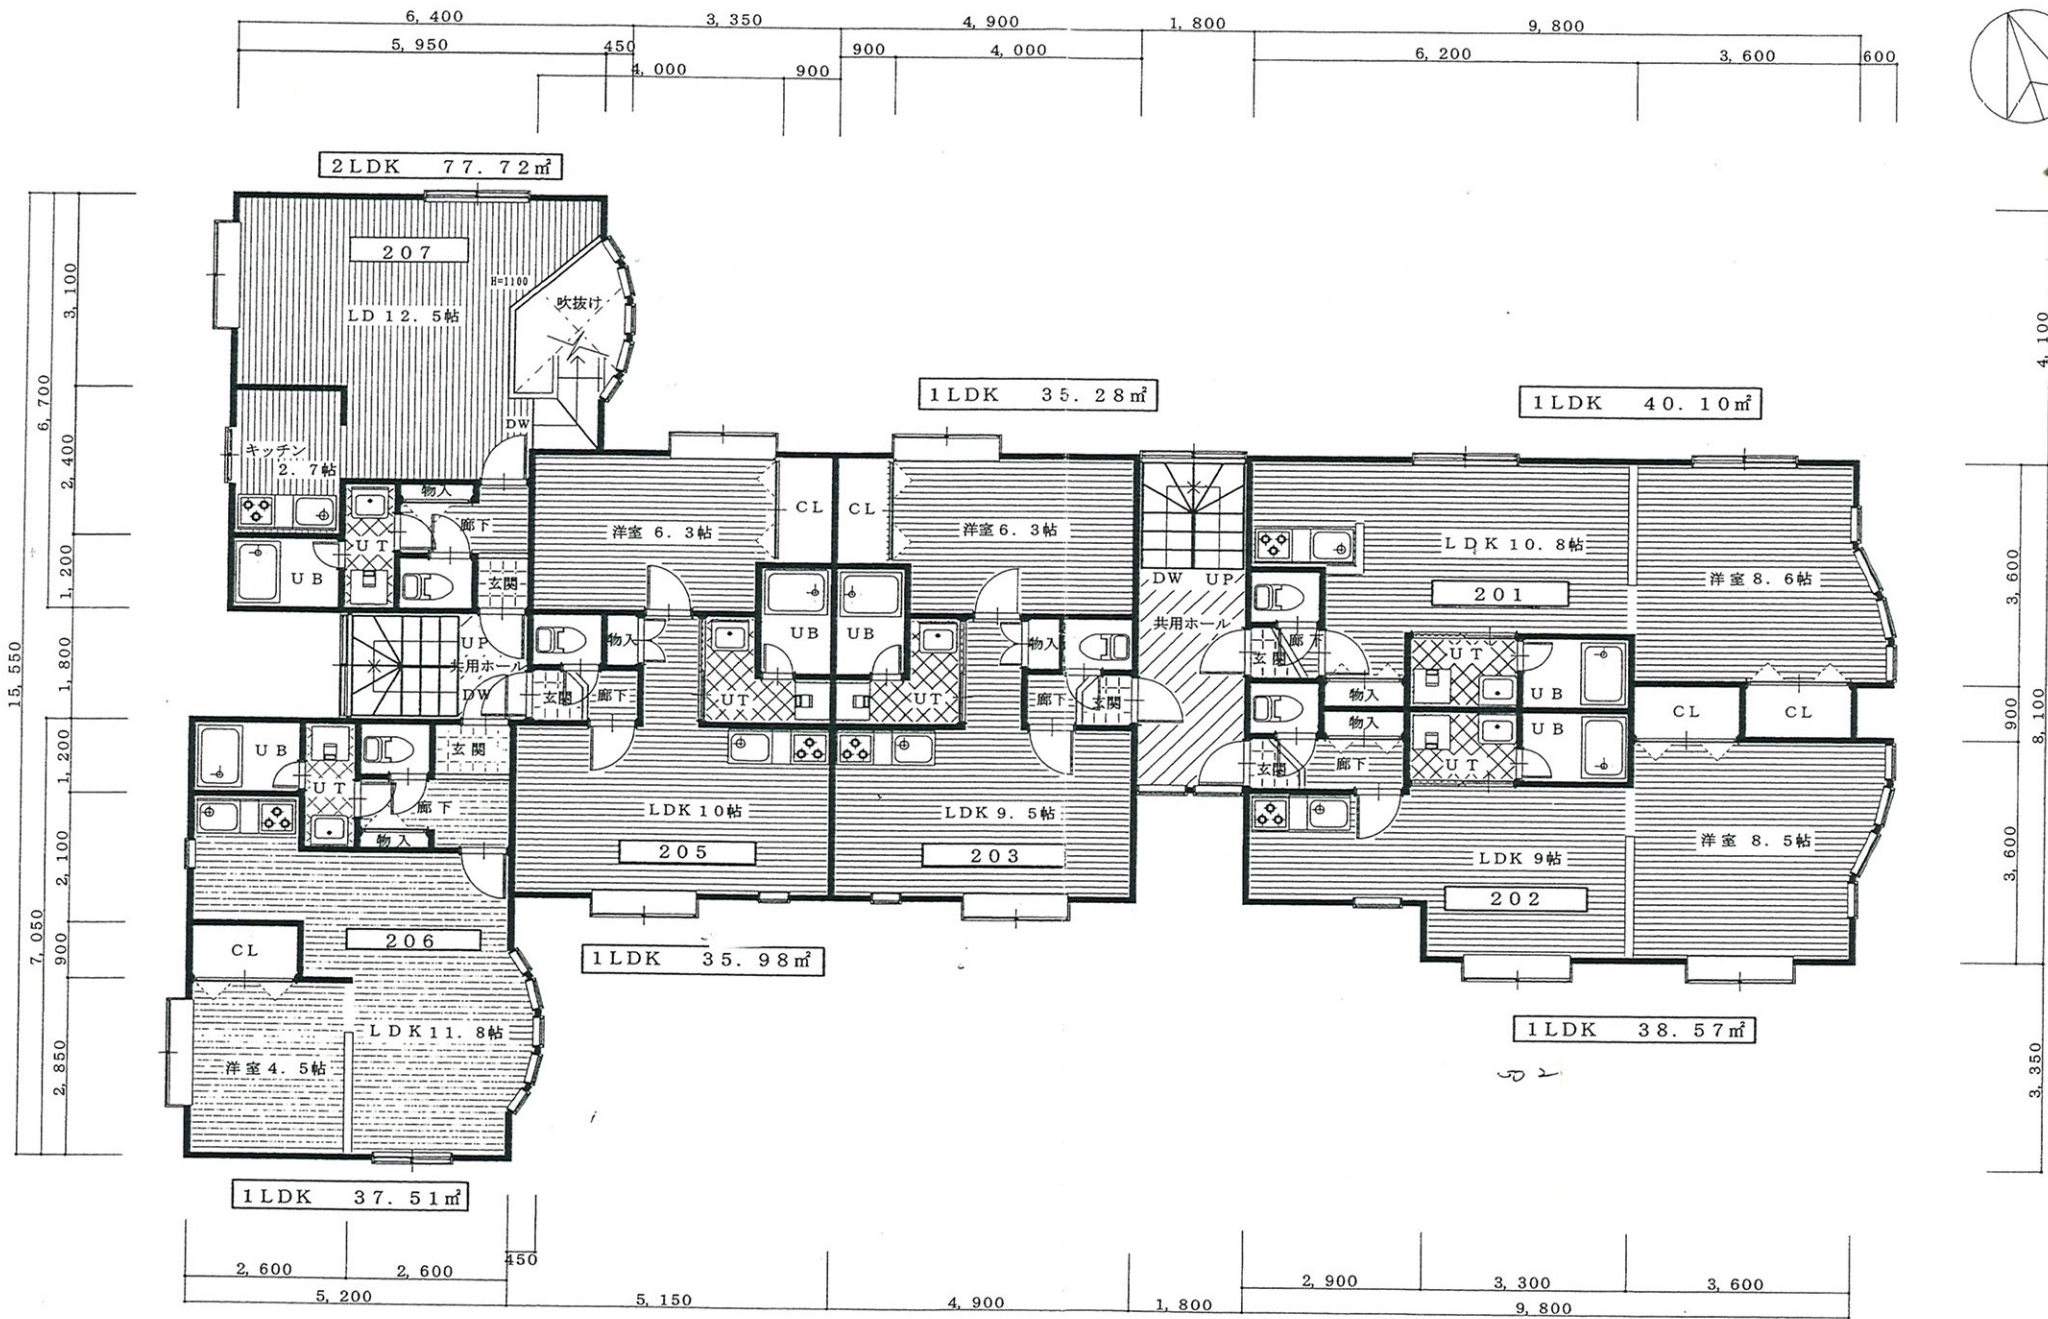 6,400
3,350
4,900
1,800
9,800
5,950
450
900
4,000
6,200
3,600
600
4,000
900
2LDK 77.72㎡
207
H=1100
吹抜け
LD12.5帖
DW
キッチン
2.7帖
物入
廊下
UT
UB
玄関
UP
共用ホール
DW
1LDK 35.28㎡
1LDK 40.10㎡
洋室 6.3帖
CL
CL
洋室6.3帖
DW UP
共用ホール
LDK10.8帖
201
洋室8.6帖
物入
UB
UB
物入
玄関
廊下
UT
UT
廊下
玄関
玄関
廊下
UT
UB
物入
物入
CL
CL
玄関
廊下
UT
UB
UB
UT
玄関
廊下
物入
LDK 10帖
205
LDK9.5帖
203
LDK 9帖
202
洋室 8.5帖
206
CL
LDK11.8帖
洋室4.5帖
1LDK 35.98㎡
1LDK 38.57㎡
1LDK 37.51㎡
15,550
6,700
3,100
2,400
1,200
1,800
7,050
1,200
2,100
900
2,850
4,100
3,600
900
8,100
3,600
3,350
450
2,600
2,600
2,900
3,300
3,600
5,200
5,150
4,900
1,800
9,800